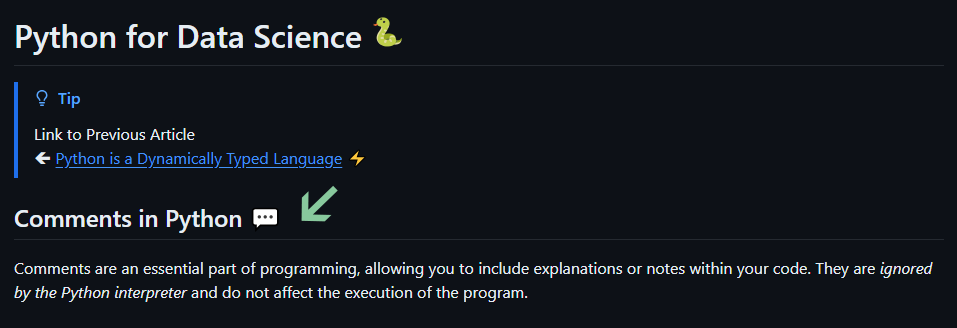 Python for Data Science 🐍
Tip
Link to Previous Article
🡰 Python is a Dynamically Typed Language ⚡
Comments in Python 💬
Comments are an essential part of programming, allowing you to include explanations or notes within your code. They are ignored
by the Python interpreter and do not affect the execution of the program.